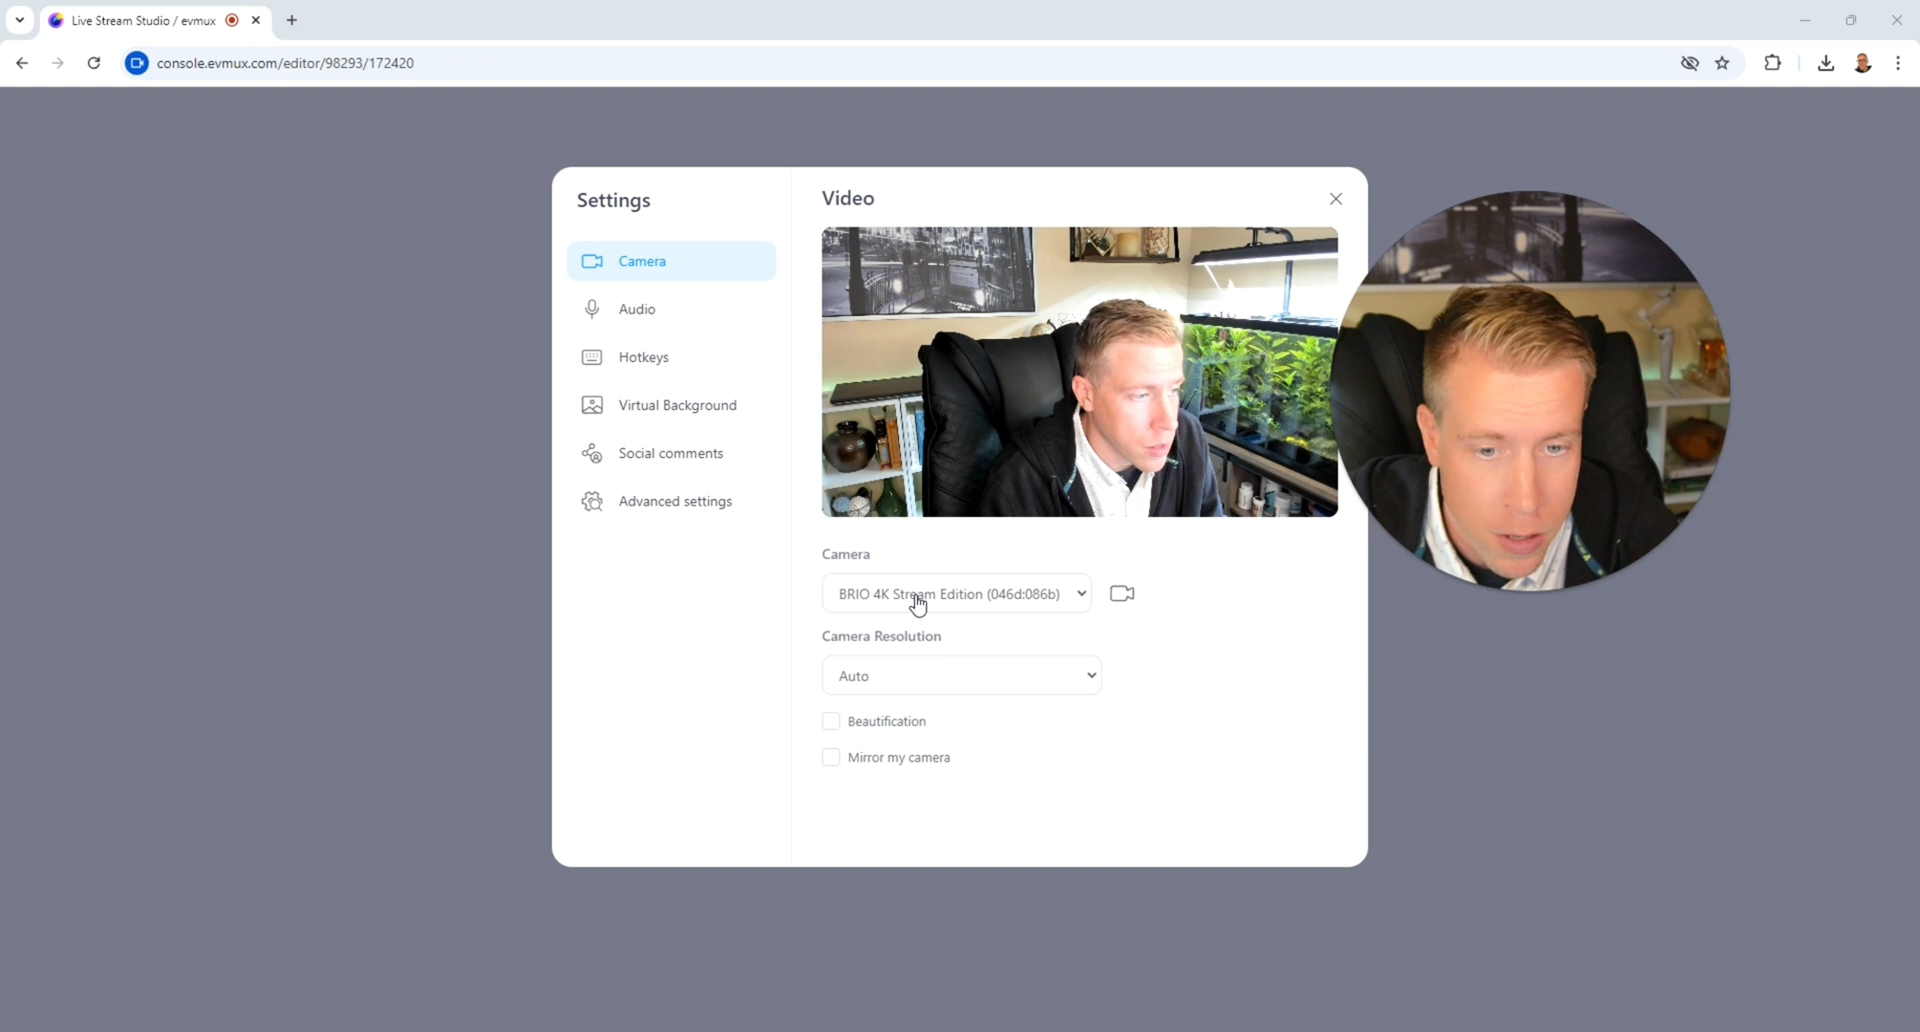 Live Stream Studio / evmux
console.evmux.com/editor/98293/172420
Settings
Camera
Audio
Hotkeys
Virtual Background
Social comments
Advanced settings
Video
Camera
BRIO 4K Stream Edition (046d:086b)
Camera Resolution
Auto
Beautification
Mirror my camera